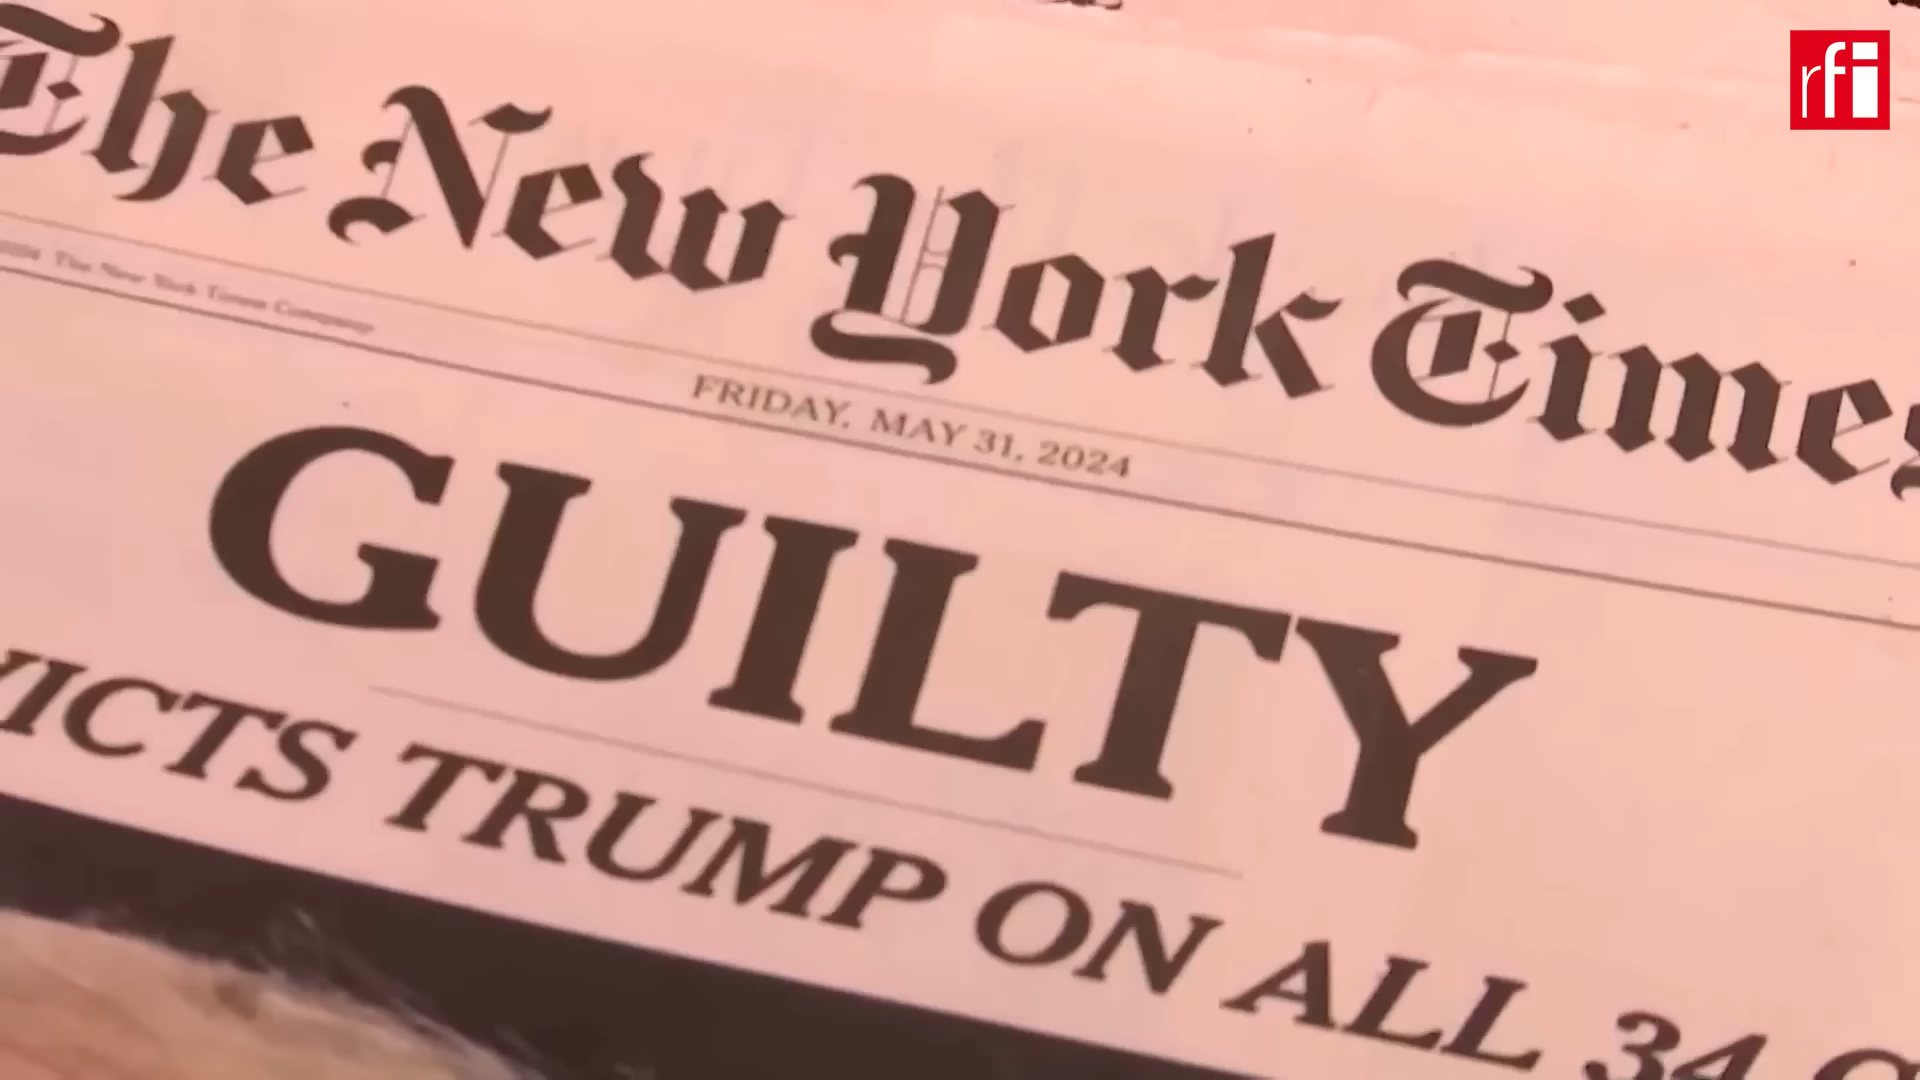 rfi
The New York Times
The New York Times Company
FRIDAY, MAY 31, 2024
GUILTY
VICTS TRUMP ON ALL 34 C